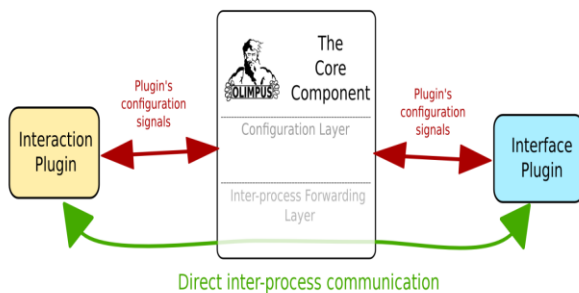 The
Core
Component
OLIMPUS
Plugin's
configuration
signals
Plugin's
configuration
signals
Interaction
Plugin
Configuration Layer
Interface
Plugin
Inter-process Forwarding
Layer
Direct inter-process communication